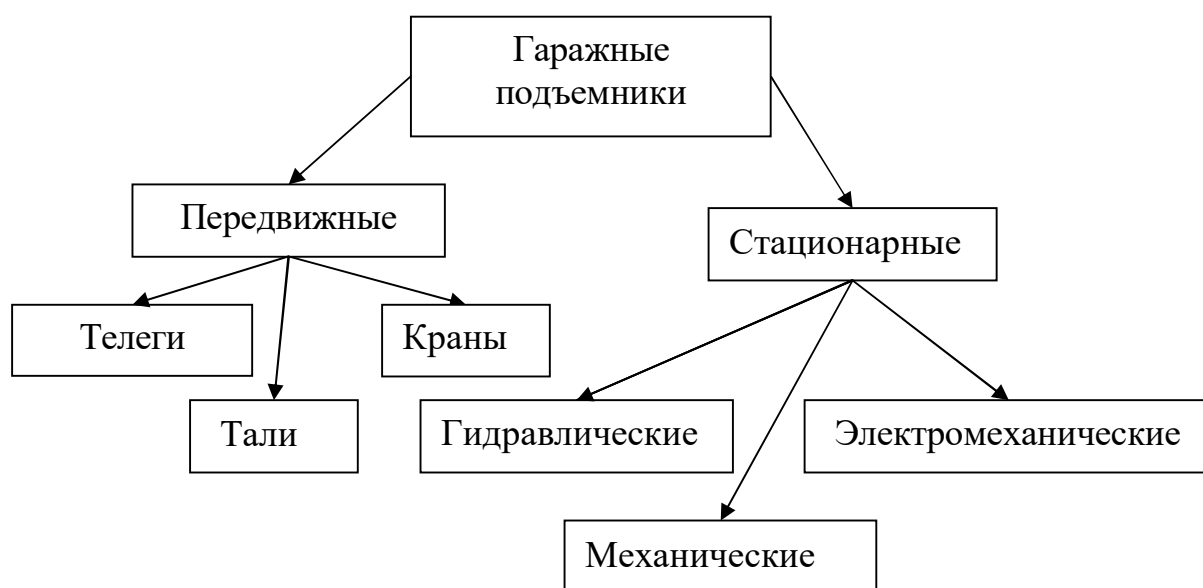 Гаражные
подъемники
Передвижные
Стационарные
Телеги
Краны
Тали
Гидравлические
Электромеханические
Механические